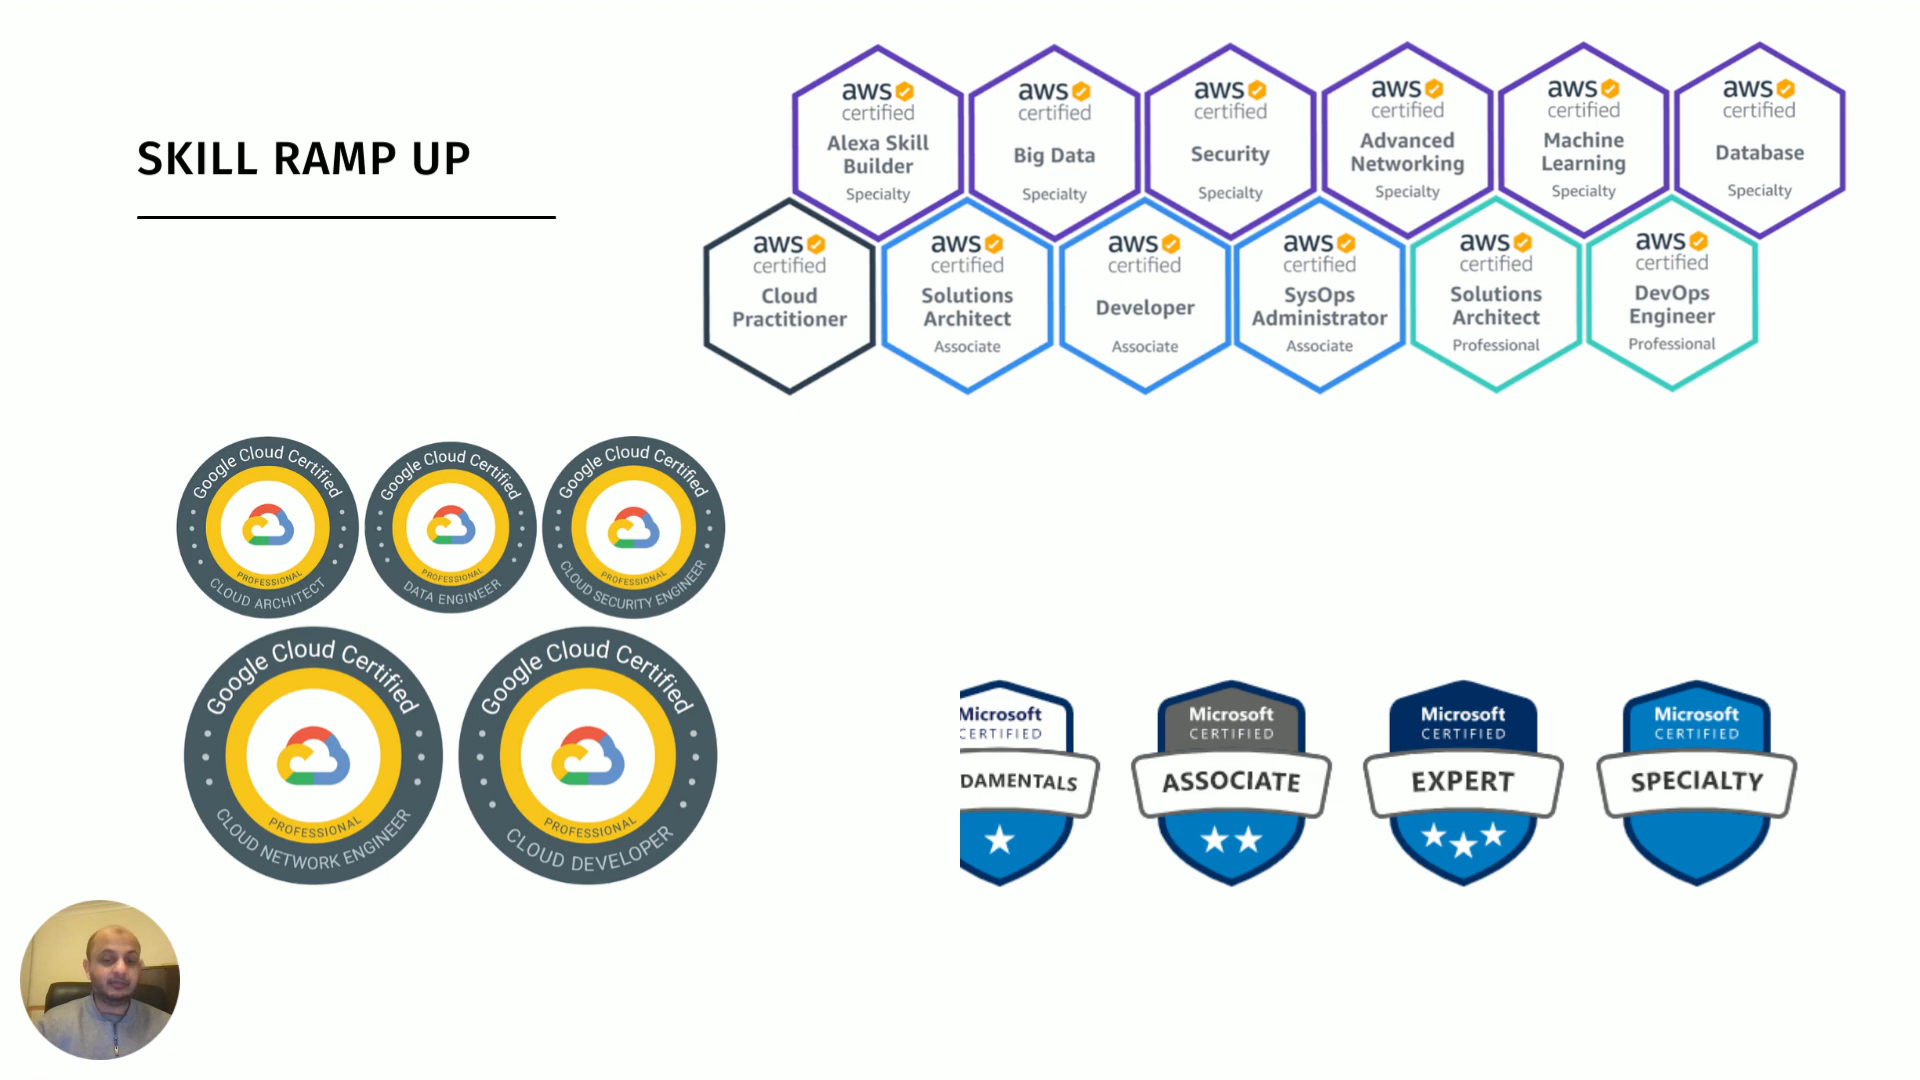 SKILL RAMP UP
aws
certified
Alexa Skill
Builder
Specialty
aws
certified
Big Data
Specialty
aws
certified
Security
Specialty
aws
certified
Advanced
Networking
Specialty
aws
certified
Machine
Learning
Specialty
aws
certified
Database
Specialty
aws
certified
Cloud
Practitioner
aws
certified
Solutions
Architect
Associate
aws
certified
Developer
Associate
aws
certified
SysOps
Administrator
Associate
aws
certified
Solutions
Architect
Professional
aws
certified
DevOps
Engineer
Professional
Google Cloud Certified
PROFESSIONAL
CLOUD ARCHITECT
Google Cloud Certified
PROFESSIONAL
DATA ENGINEER
Google Cloud Certified
PROFESSIONAL
CLOUD SECURITY ENGINEER
Google Cloud Certified
PROFESSIONAL
CLOUD NETWORK ENGINEER
Google Cloud Certified
PROFESSIONAL
CLOUD DEVELOPER
Microsoft
CERTIFIED
DAMENTALS
Microsoft
CERTIFIED
ASSOCIATE
Microsoft
CERTIFIED
EXPERT
Microsoft
CERTIFIED
SPECIALTY